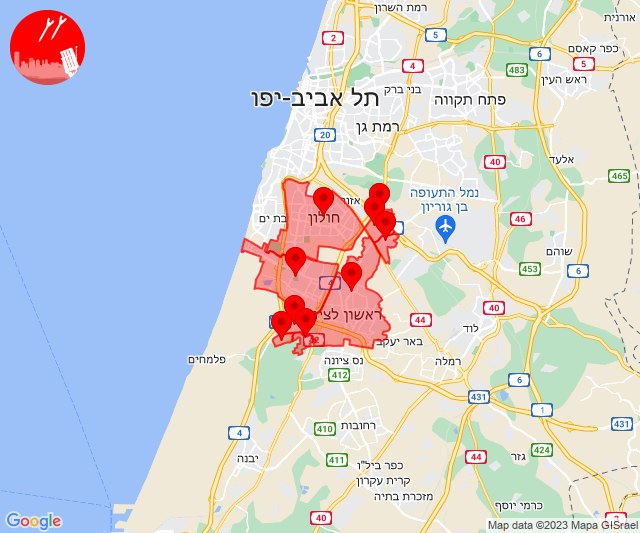 רמת השרון
אורנית
כפר קאסם
ראש העין
2
5
6
4
483
5
בני ברק
תל אביב-יפו
פתח תקווה
רמת גן
20
אלעד
40
465
אזור
נמל התעופה
בן גוריון
חולון
בת ים
46
שוהם
453
6
4
40
ראשון לציון
44
לוד
באר יעקב
42
נס ציונה
רמלה
פלמחים
412
6
431
1
431
רחובות
410
4
424
44
גזר
יבנה
411
כפר ביל"ו
קרית עקרון
מזכרת בתיה
כרמי יוסף
40
3
Google
Map data ©2023 Mapa GISrael